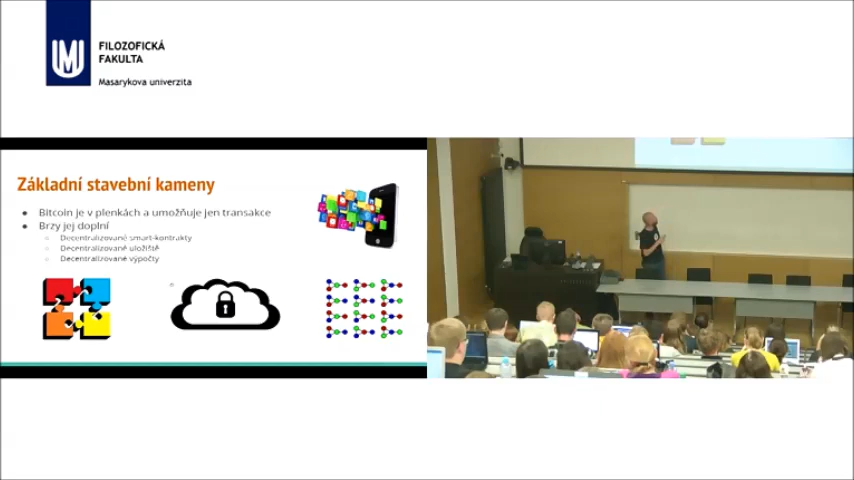 FILOZOFICKÁ
FAKULTA
Masarykova univerzita
Základní stavební kameny
Bitcoin je v plenkách a umožňuje jen transakce
Brzy jej doplní
Decentralizované smart-kontrakty
Decentralizované uložiště
Decentralizované výpočty